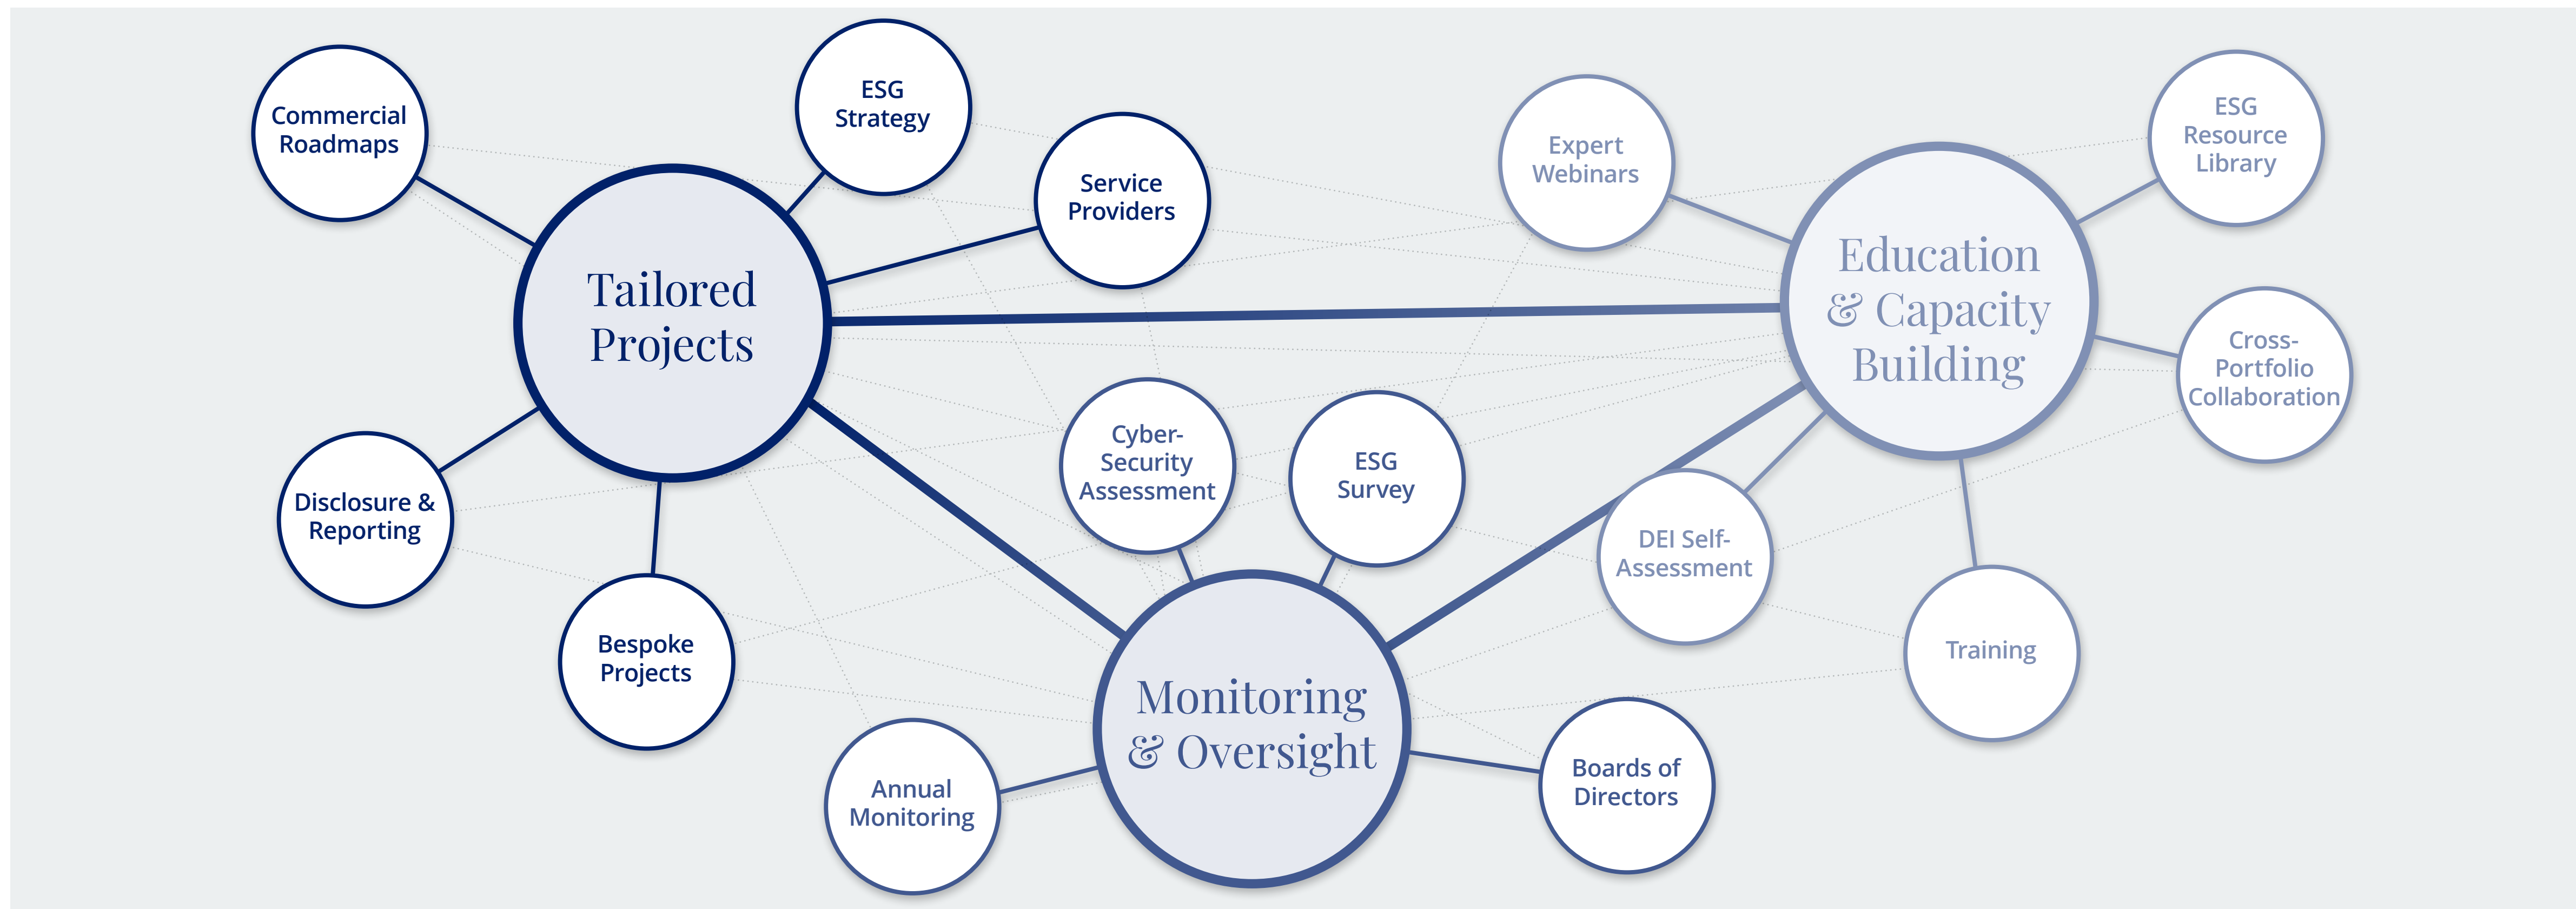 Commercial
Roadmaps
ESG
Strategy
Service
Providers
Tailored
Projects
Disclosure &
Reporting
Bespoke
Projects
Expert
Webinars
ESG
Resource
Library
Education
& Capacity
Building
Cross-
Portfolio
Collaboration
DEI Self-
Assessment
Training
Cyber-
Security
Assessment
ESG
Survey
Monitoring
& Oversight
Annual
Monitoring
Boards of
Directors